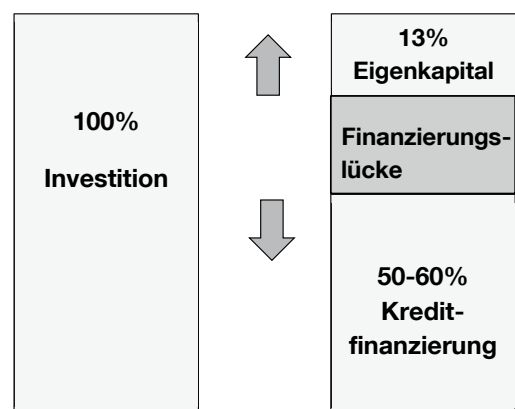 100%
Investition
13%
Eigenkapital
Finanzierungs-
lücke
50-60%
Kredit-
finanzierung